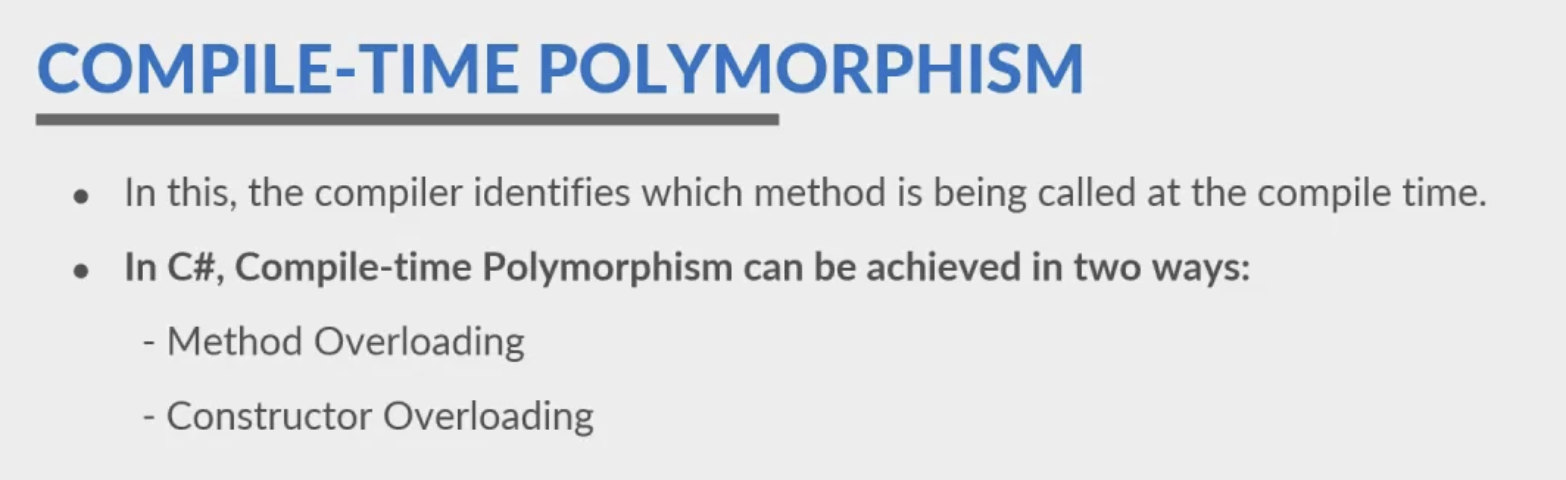 COMPILE-TIME POLYMORPHISM
• In this, the compiler identifies which method is being called at the compile time.
• In C#, Compile-time Polymorphism can be achieved in two ways:
- Method Overloading
- Constructor Overloading